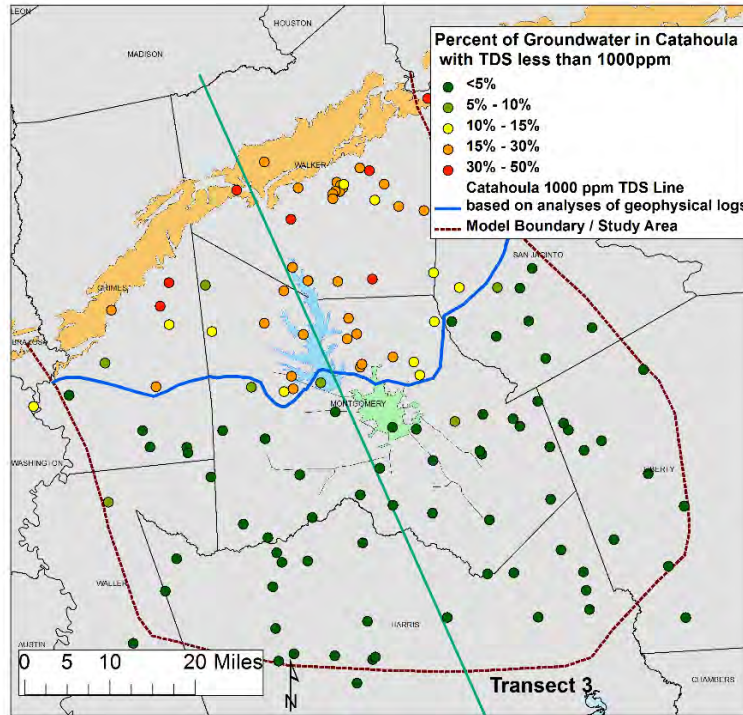 LEON
HOUSTON
MADISON
Percent of Groundwater in Catahoula
with TDS less than 1000ppm
<5%
5% - 10%
10% - 15%
15% - 30%
30% - 50%
Catahoula 1000 ppm TDS Line
based on analyses of geophysical logs
Model Boundary / Study Area
WALKER
SAN JACINTO
GRIMES
MONTGOMERY
WASHINGTON
LIBERTY
WALLER
HARRIS
AUSTIN
0 5 10 20 Miles
N
Transect 3
CHAMBERS